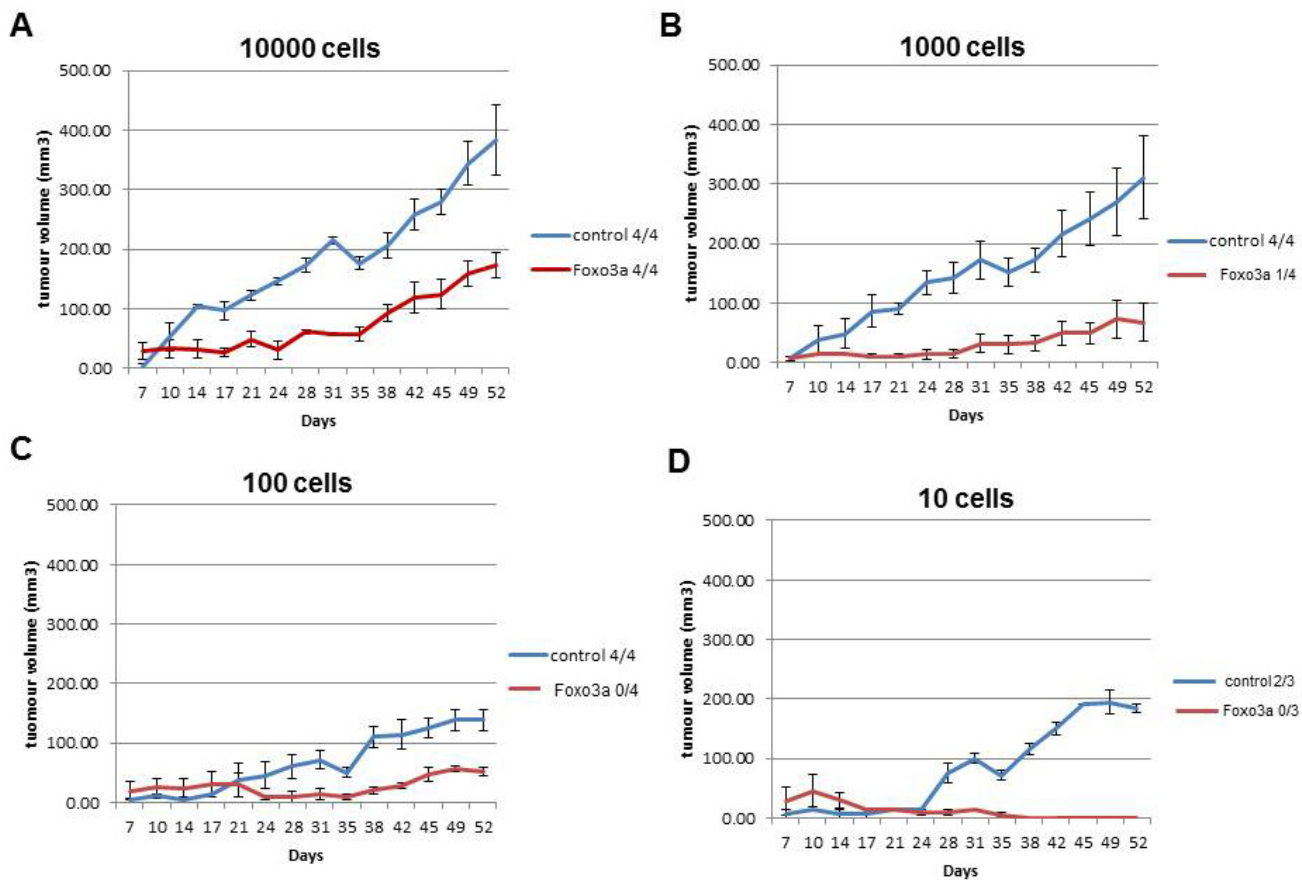 A
10000 cells
500.00
400.00
300.00
200.00
100.00
0.00
tumour volume (mm3)
7 10 14 17 21 24 28 31 35 38 42 45 49 52
Days
control 4/4
Foxo3a 4/4
B
1000 cells
500.00
400.00
300.00
200.00
100.00
0.00
tumour volume (mm3)
7 10 14 17 21 24 28 31 35 38 42 45 49 52
Days
control 4/4
Foxo3a 1/4
C
100 cells
500.00
400.00
300.00
200.00
100.00
0.00
tuomour volume (mm3)
7 10 14 17 21 24 28 31 35 38 42 45 49 52
Days
control 4/4
Foxo3a 0/4
D
10 cells
500.00
400.00
300.00
200.00
100.00
0.00
tumour volume (mm3)
7 10 14 17 21 24 28 31 35 38 42 45 49 52
Days
control 2/3
Foxo3a 0/3